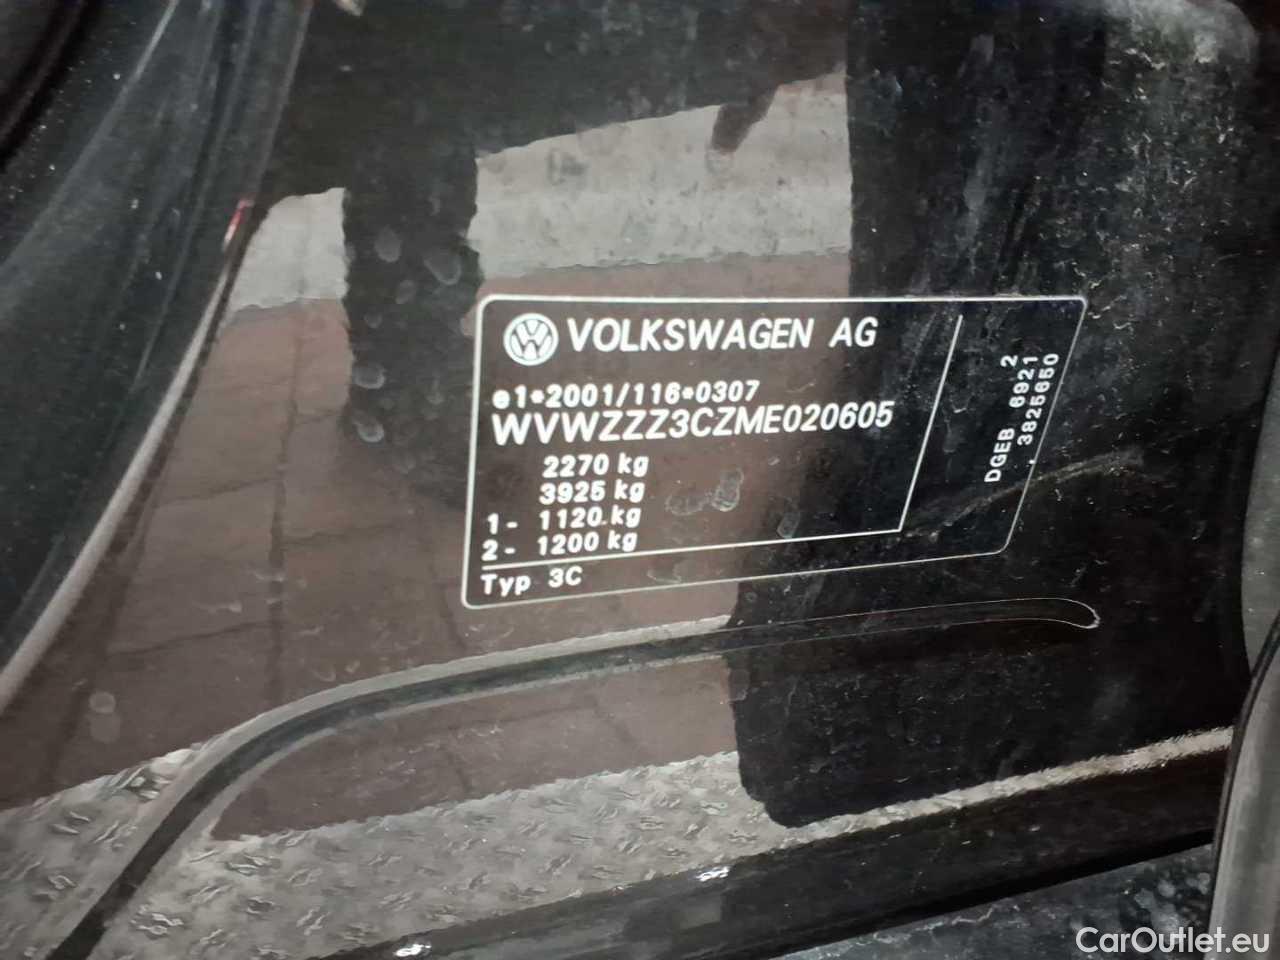 VOLKSWAGEN AG
e1*2001/116*0307
WVWZZZ3CZME020605
2270 kg
3925 kg
1- 1120 kg
2- 1200 kg
Typ 3C
DGEB 6921 2
3825650
CarOutlet.eu